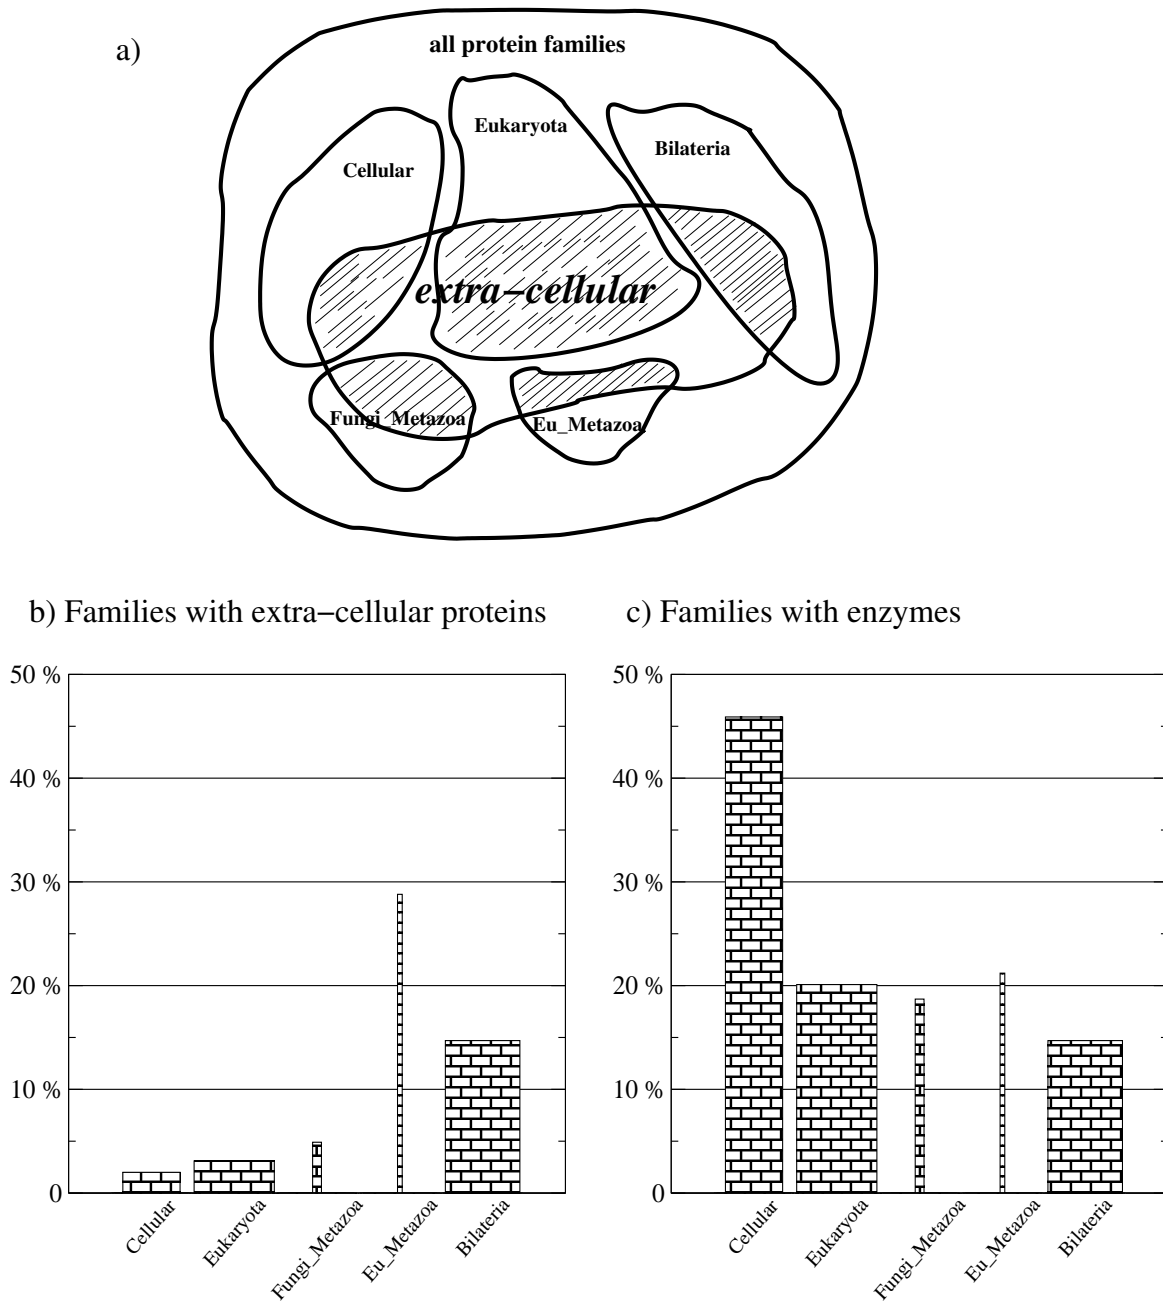 a)
all protein families
Eukaryota
Bilateria
Cellular
extra−cellular
Fungi_Metazoa
Eu_Metazoa
b) Families with extra−cellular proteins
50 %
40 %
30 %
20 %
10 %
0
Cellular
Eukaryota
Fungi_Metazoa
Eu_Metazoa
Bilateria
c) Families with enzymes
50 %
40 %
30 %
20 %
10 %
0
Cellular
Eukaryota
Fungi_Metazoa
Eu_Metazoa
Bilateria